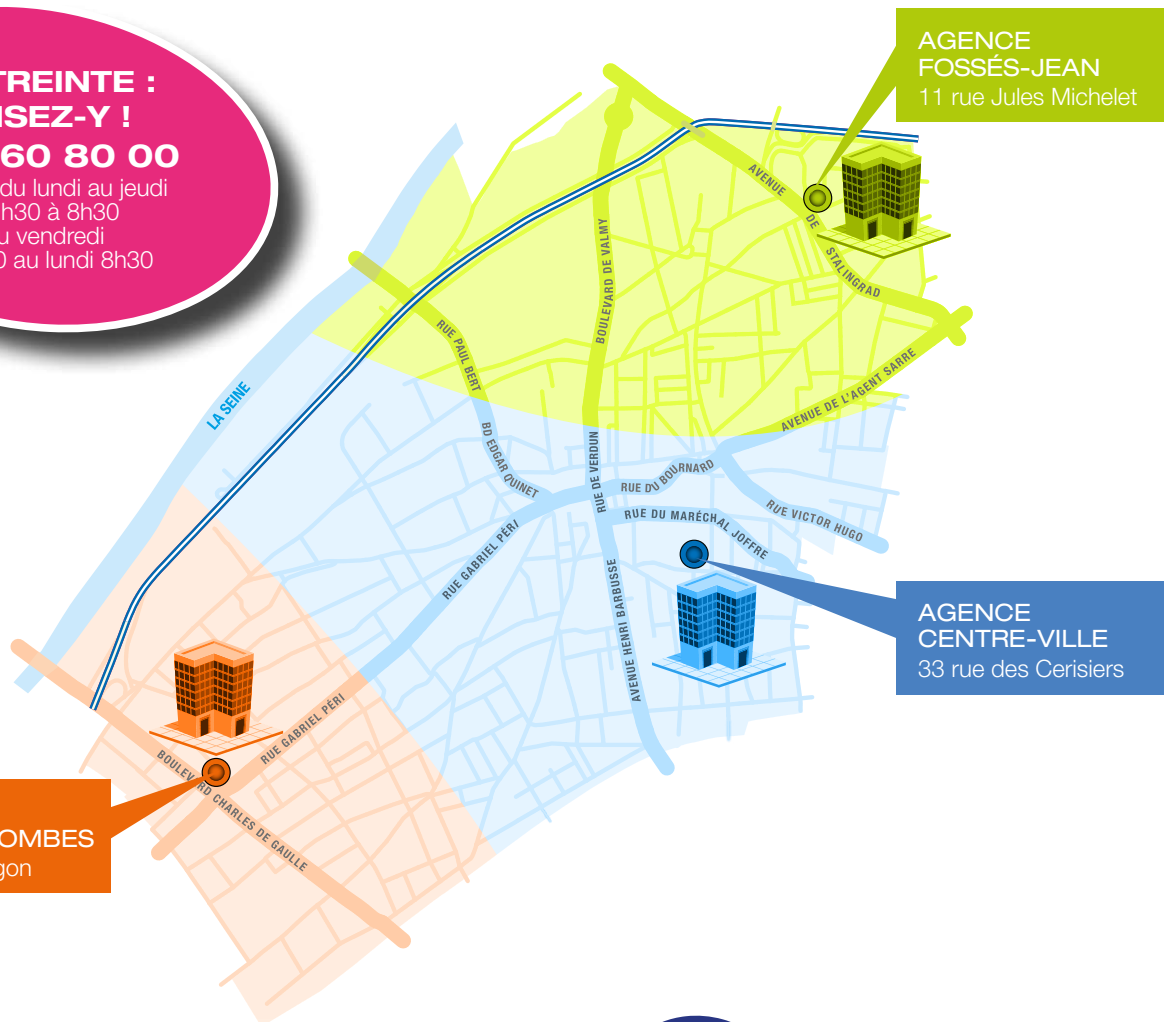 TREINTE :
ISEZ-Y !
60 80 00
du lundi au jeudi
h30 à 8h30
u vendredi
0 au lundi 8h30
AGENCE
FOSSÉS-JEAN
11 rue Jules Michelet
AVENUE DE STALINGRAD
BOULEVARD DE VALMY
RUE PAUL BERT
LA SEINE
AVENUE DE L'AGENT SARRE
BD EDGAR QUINET
RUE DE VERDUN
RUE DU BOURNARD
RUE VICTOR HUGO
RUE DU MARÉCHAL JOFFRE
RUE GABRIEL PÉRI
AVENUE HENRI BARBUSSE
AGENCE
CENTRE-VILLE
33 rue des Cerisiers
RUE GABRIEL PÉRI
BOULEVARD CHARLES DE GAULLE
OMBES
gon